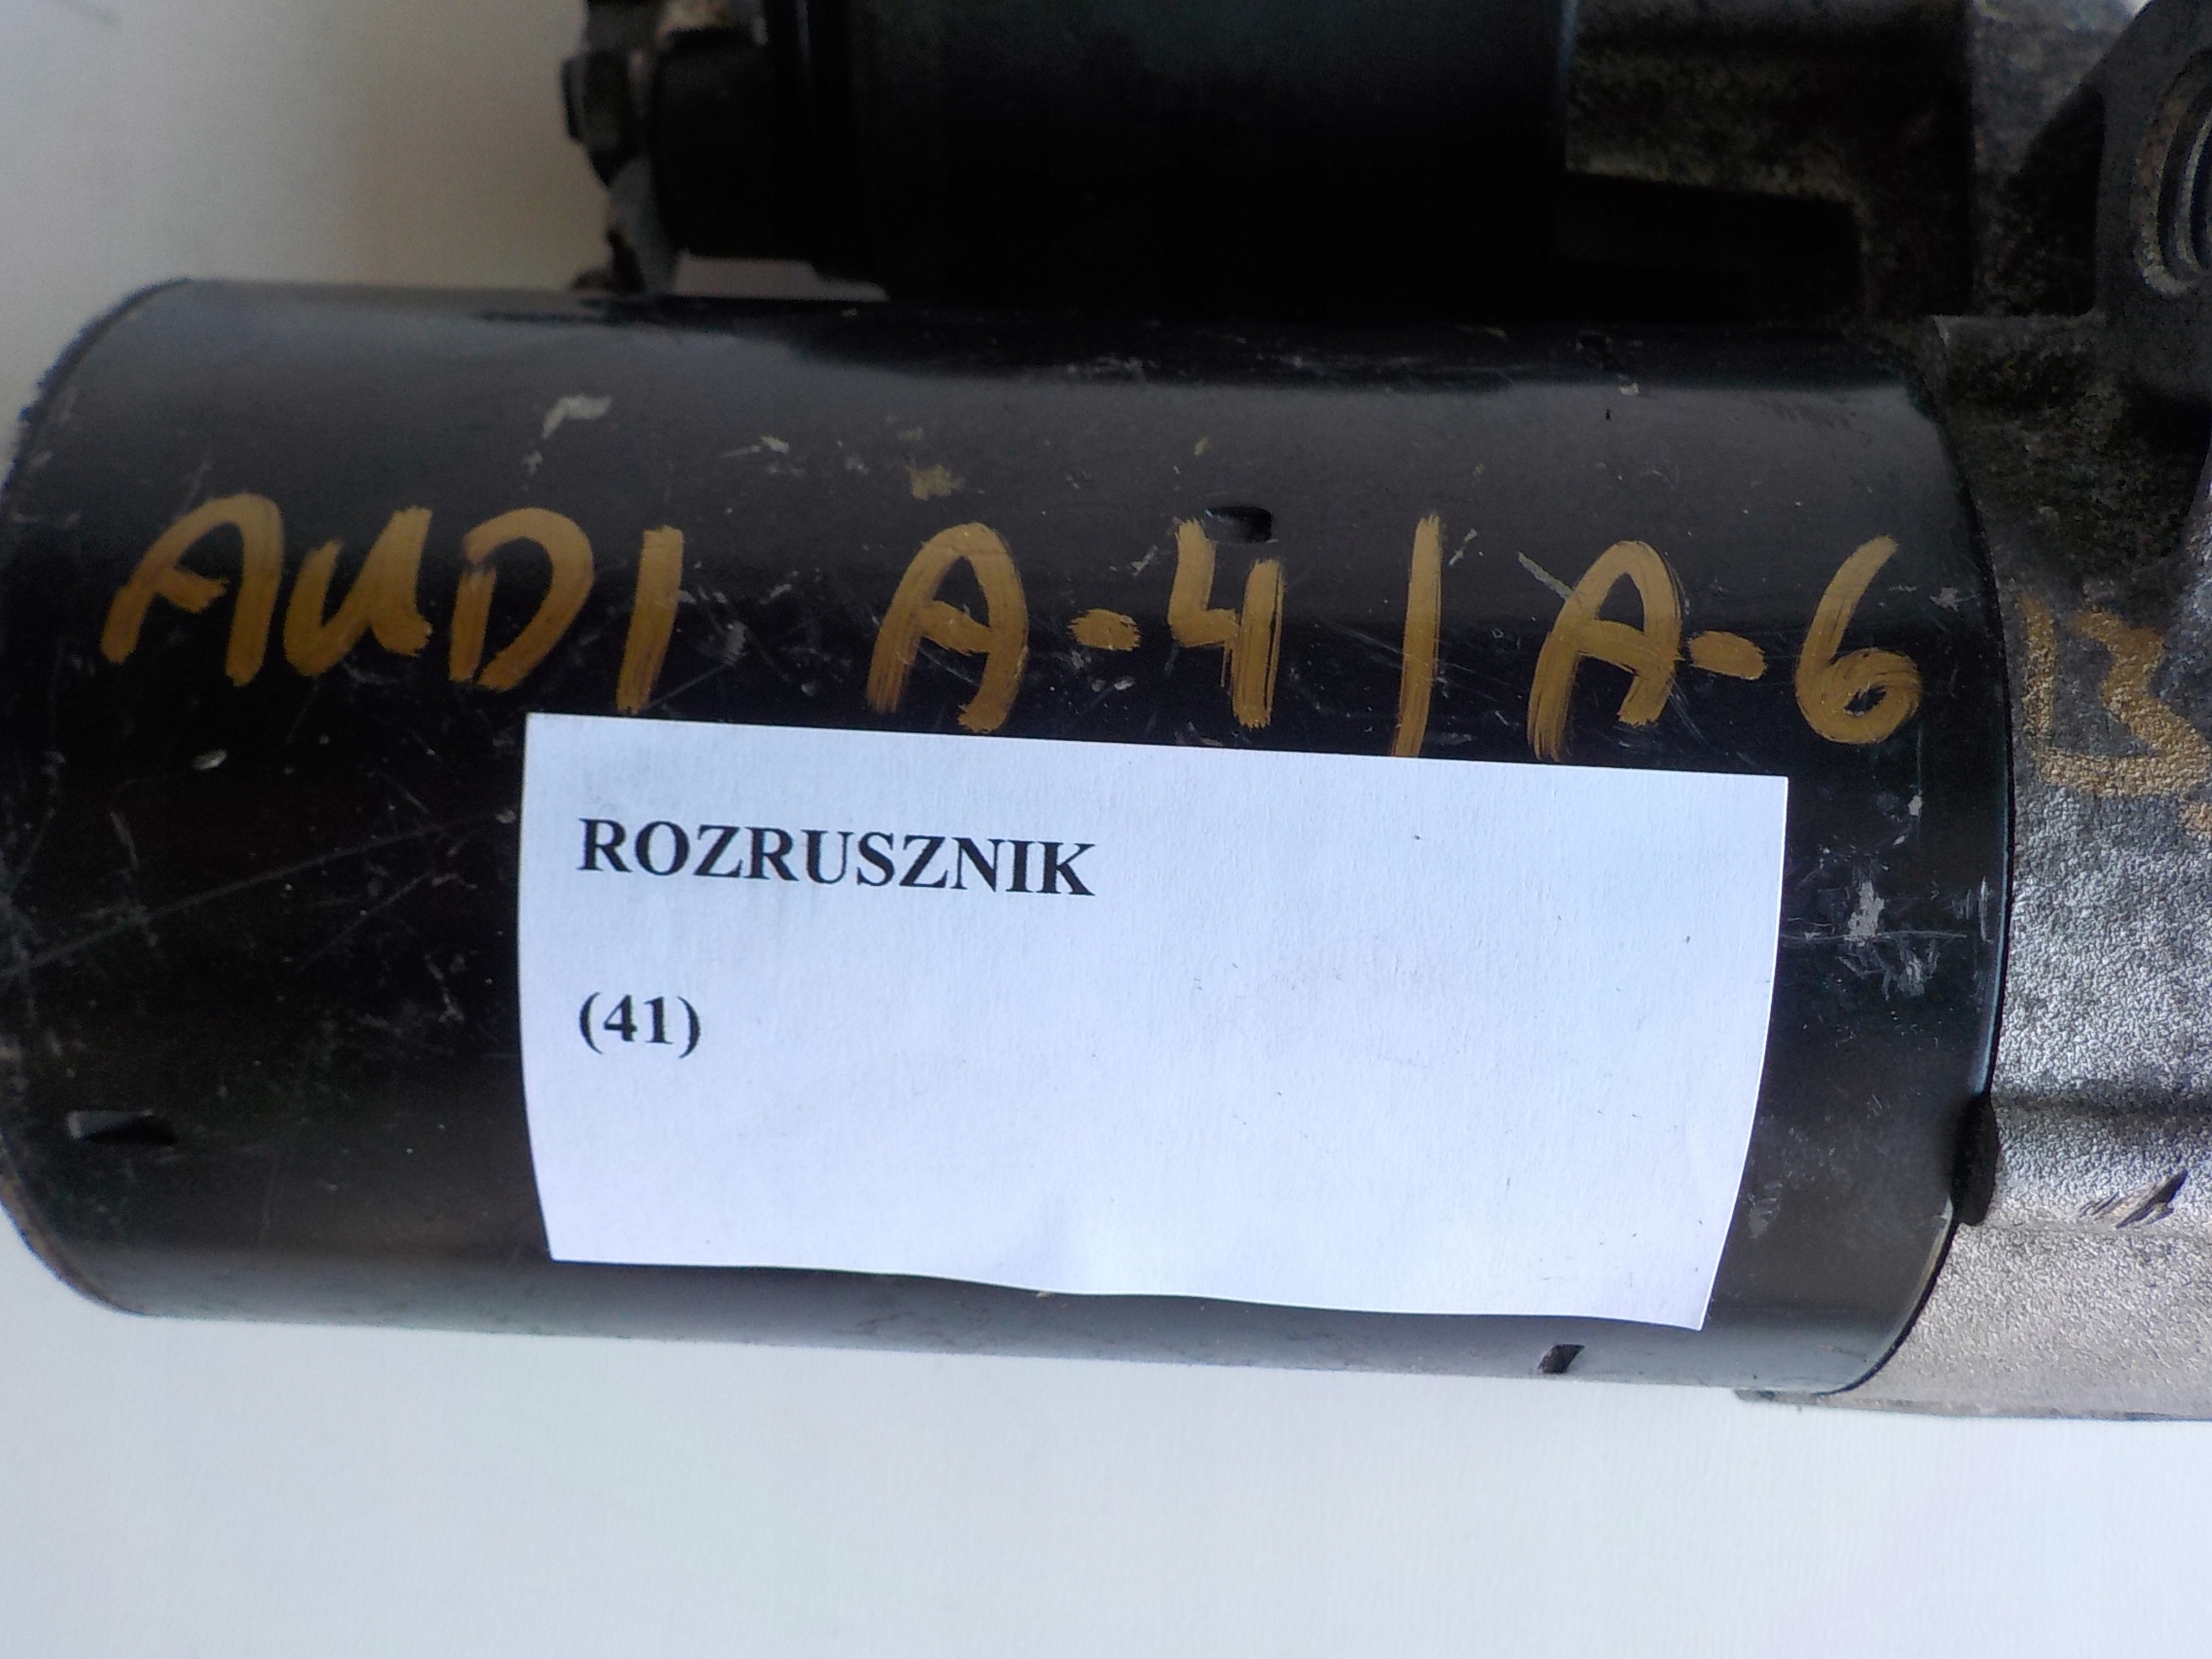 AUDI A-4/A-6
ROZRUSZNIK
(41)